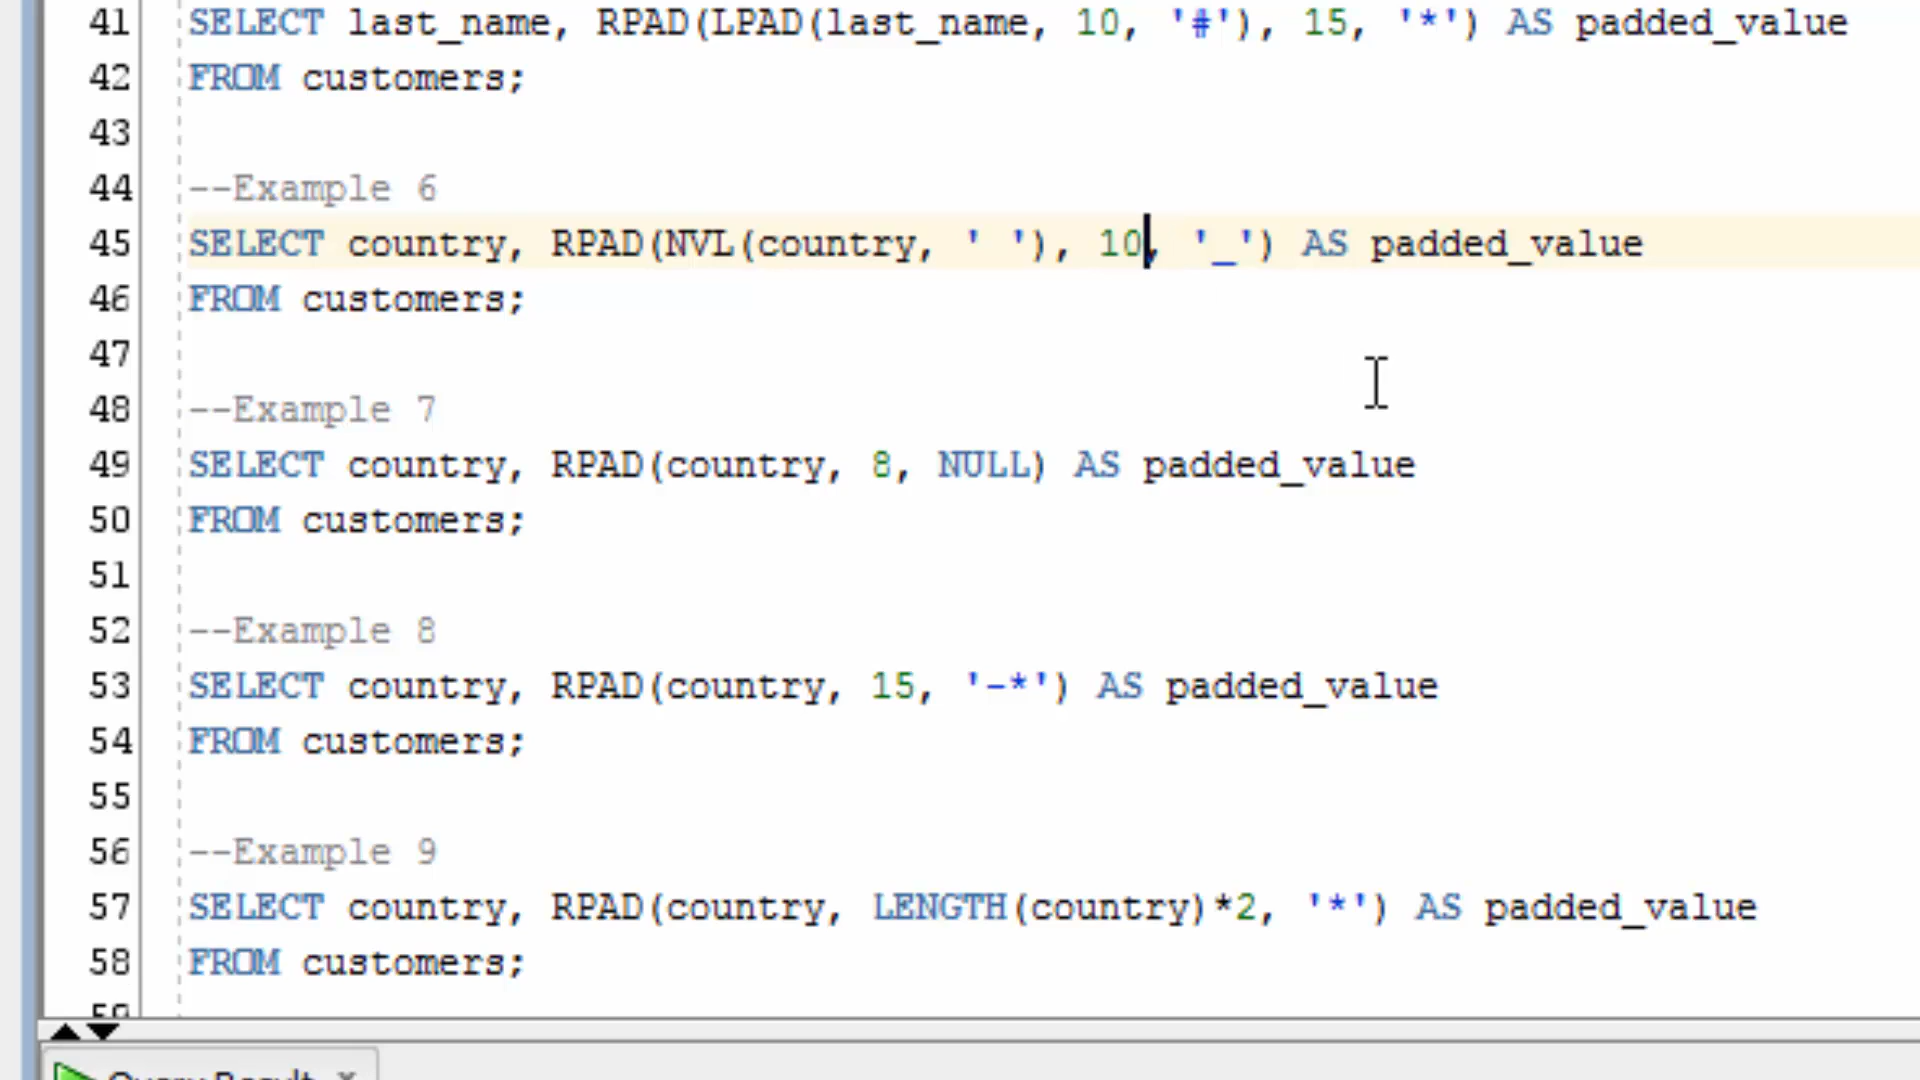 41 SELECT last_name, RPAD(LPAD(last_name, 10, '#'), 15, '*') AS padded_value
42 FROM customers;
43
44 --Example 6
45 SELECT country, RPAD(NVL(country, ' '), 10, '_') AS padded_value
46 FROM customers;
47
48 --Example 7
49 SELECT country, RPAD(country, 8, NULL) AS padded_value
50 FROM customers;
51
52 --Example 8
53 SELECT country, RPAD(country, 15, '-*') AS padded_value
54 FROM customers;
55
56 --Example 9
57 SELECT country, RPAD(country, LENGTH(country)*2, '*') AS padded_value
58 FROM customers;
59
Query Result